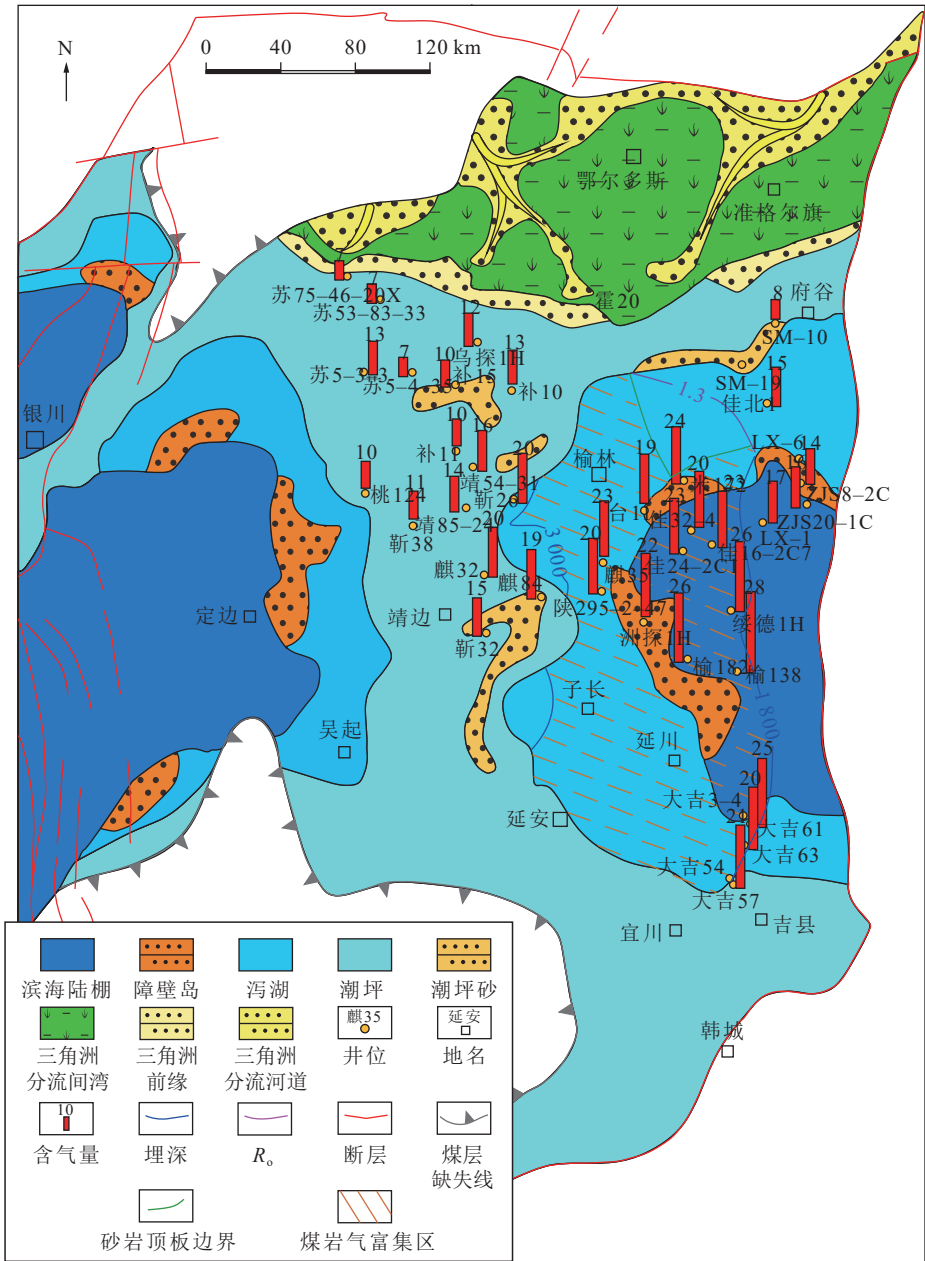 N
0 40 80 120 km
鄂尔多斯
准格尔旗
7
苏75–46–20X
7
苏53–83–33
霍20
8
府谷
SM–10
12
乌探1H
13
苏5–3
7
苏5–4
10
补15
13
补10
15
SM–19
佳北1
银川
10
补11
16
靖54–31
20
榆林
19
24
20
LX–6
14
ZJS8–2C
10
桃124
11
靳38
14
靖85–24
靳26
23
台1
佳32–4
23
22
17
ZJS20–1C
LX–1
20
麒32
19
麒84
20
麒35
陕295–2–47
22
洲探1H
佳24–2C1
佳16–2C7
26
绥德1H
26
榆182
28
榆138
定边
靖边
15
靳32
3 000
1.3
1 800
子长
吴起
延川
25
20
大吉3–4
延安
21
大吉61
大吉63
大吉54
大吉57
宜川
吉县
韩城
滨海陆棚
障壁岛
泻湖
潮坪
潮坪砂
三角洲
分流间湾
三角洲
前缘
三角洲
分流河道
麒35
井位
延安
地名
10
含气量
埋深
Ro
断层
煤层
缺失线
砂岩顶板边界
煤岩气富集区